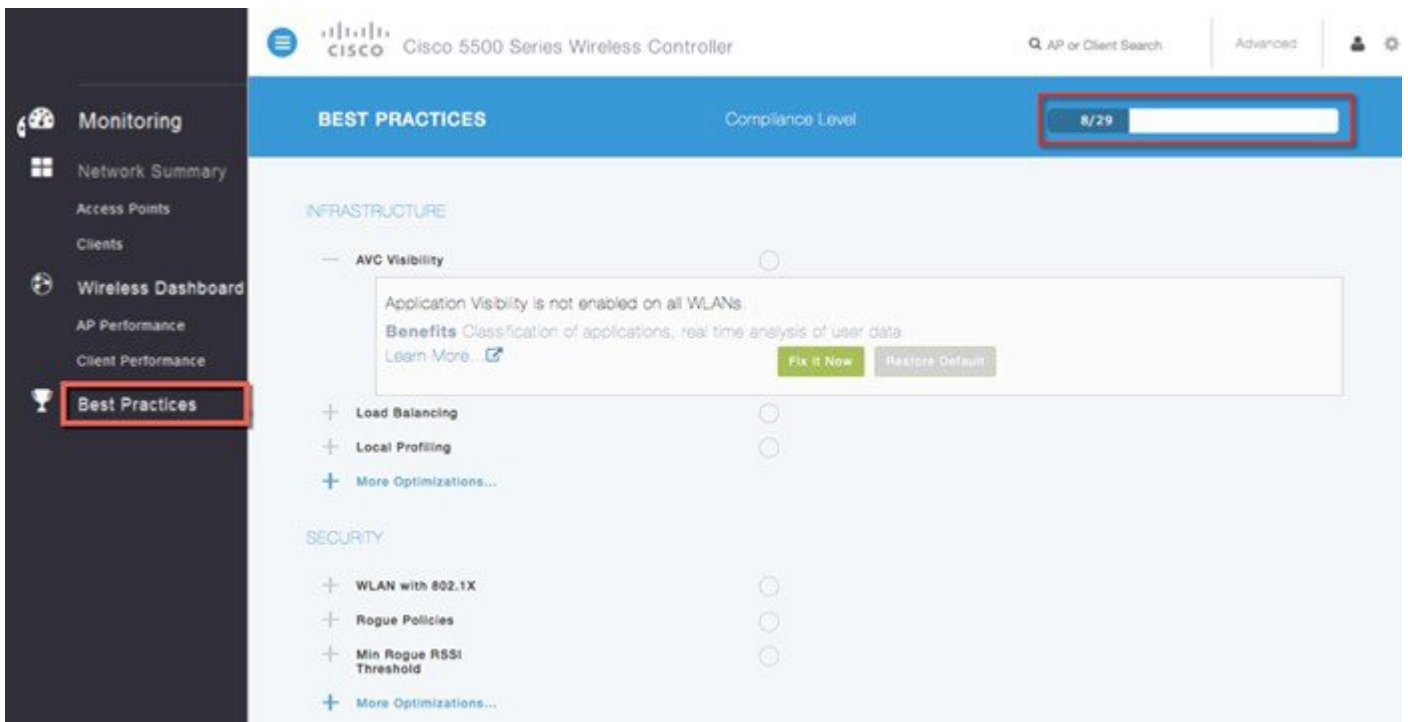 CISCO Cisco 5500 Series Wireless Controller
AP or Client Search
Advanced
Monitoring
Network Summary
Access Points
Clients
Wireless Dashboard
AP Performance
Client Performance
Best Practices
BEST PRACTICES
Compliance Level
8/29
INFRASTRUCTURE
AVC Visibility
Application Visibility is not enabled on all WLANs.
Benefits Classification of applications, real time analysis of user data
Learn More...
Fix it Now
Restore Default
Load Balancing
Local Profiling
More Optimizations...
SECURITY
WLAN with 802.1X
Rogue Policies
Min Rogue RSSI
Threshold
More Optimizations...